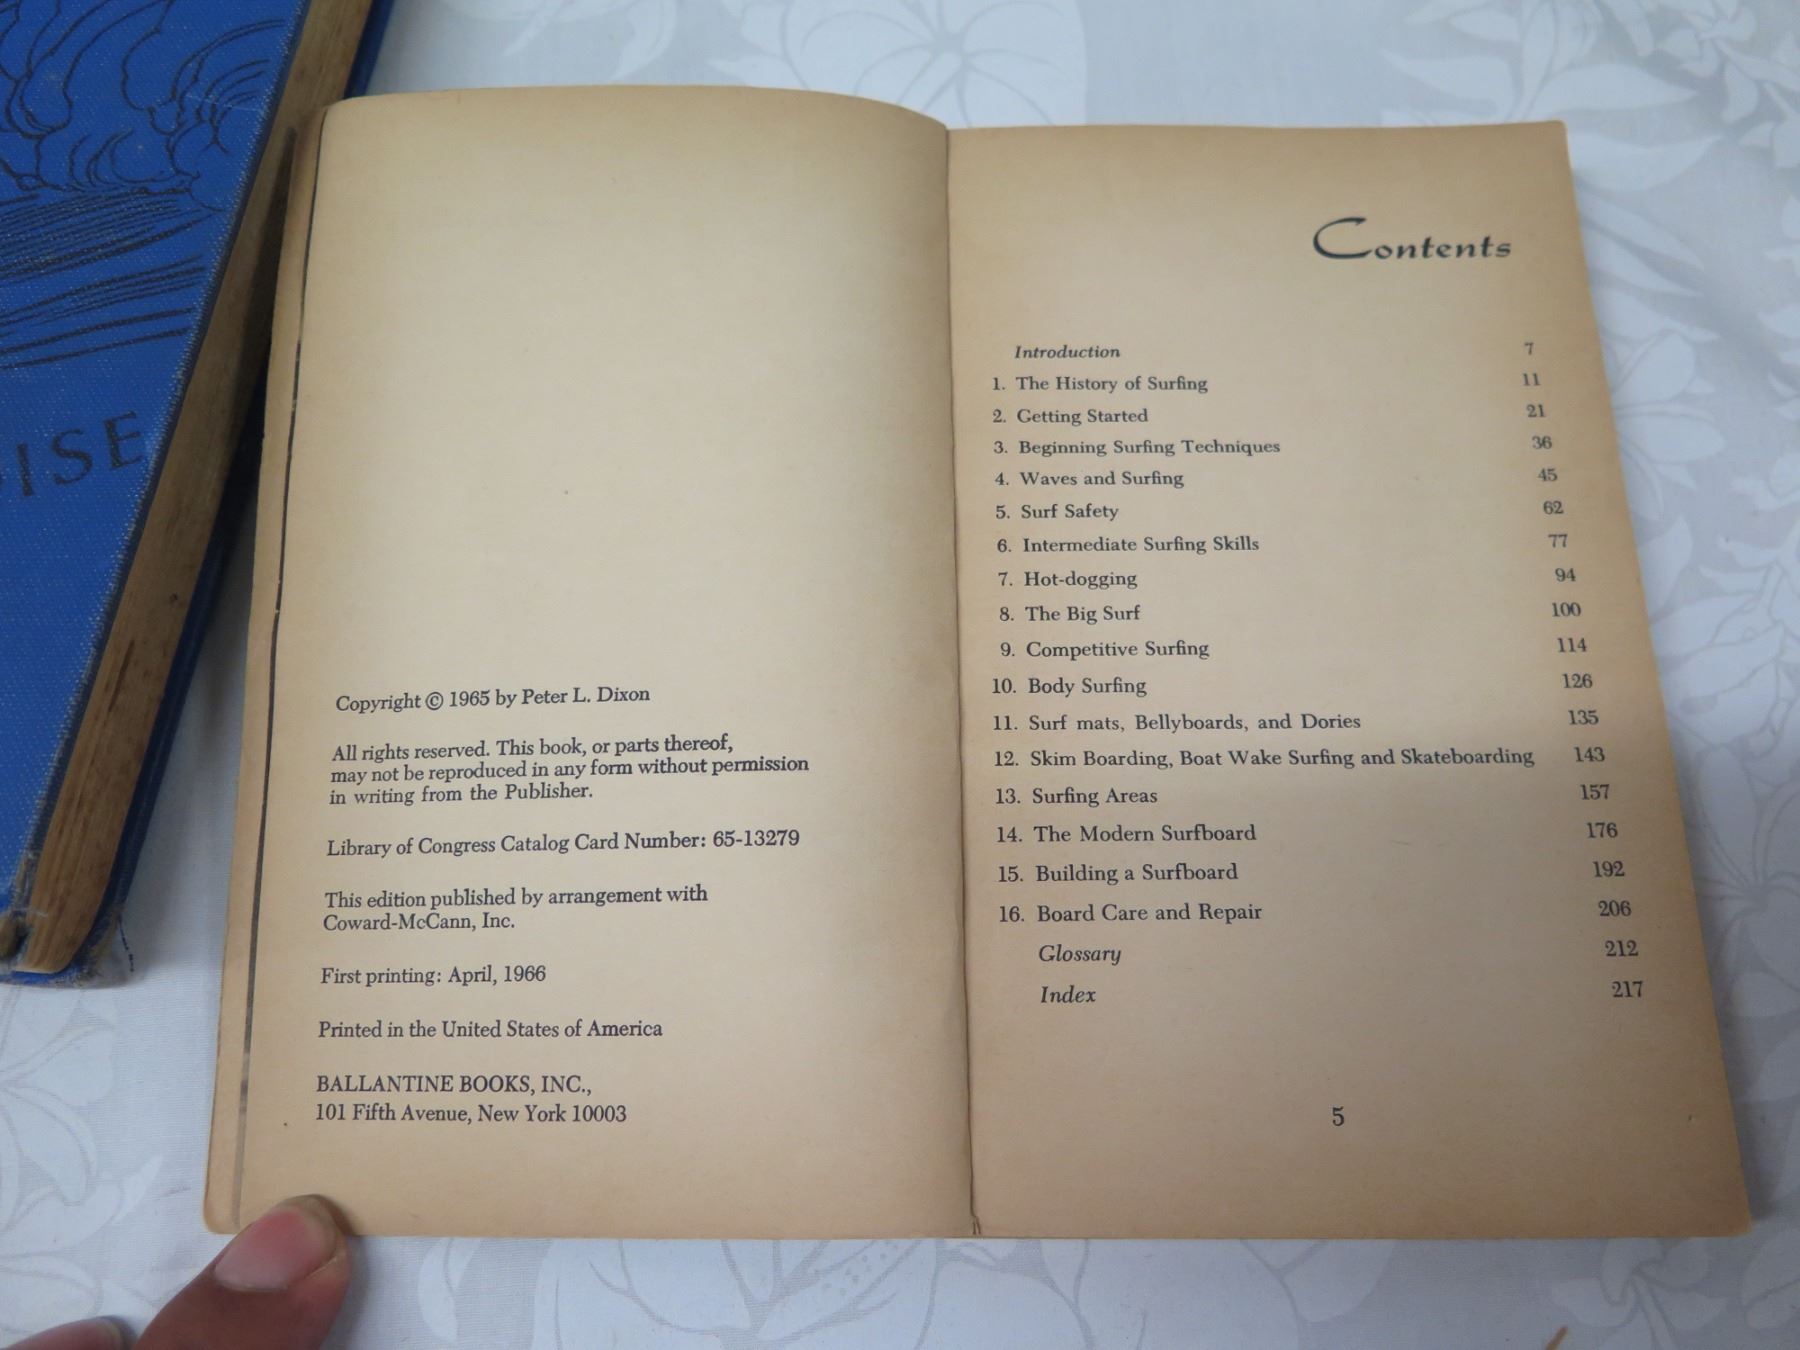 ISE
Copyright © 1965 by Peter L. Dixon
All rights reserved. This book, or parts thereof,
may not be reproduced in any form without permission
in writing from the Publisher.
Library of Congress Catalog Card Number: 65-13279
This edition published by arrangement with
Coward-McCann, Inc.
First printing: April, 1966
Printed in the United States of America
BALLANTINE BOOKS, INC.,
101 Fifth Avenue, New York 10003
Contents
Introduction 7
1. The History of Surfing 11
2. Getting Started 21
3. Beginning Surfing Techniques 36
4. Waves and Surfing 45
5. Surf Safety 62
6. Intermediate Surfing Skills 77
7. Hot-dogging 94
8. The Big Surf 100
9. Competitive Surfing 114
10. Body Surfing 126
11. Surf mats, Bellyboards, and Dories 135
12. Skim Boarding, Boat Wake Surfing and Skateboarding 143
13. Surfing Areas 157
14. The Modern Surfboard 176
15. Building a Surfboard 192
16. Board Care and Repair 206
Glossary 212
Index 217
5